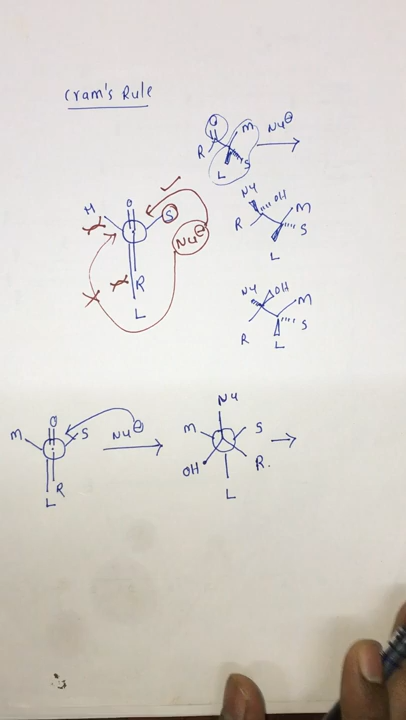 Cram's Rule
O M Nu⊖
R S
L
O
M S
Nu⊖
R
L
Nu OH
R M
S
L
Nu OH
M
S
R L
O
M S Nu⊖
R
L
Nu
M S
OH R.
L